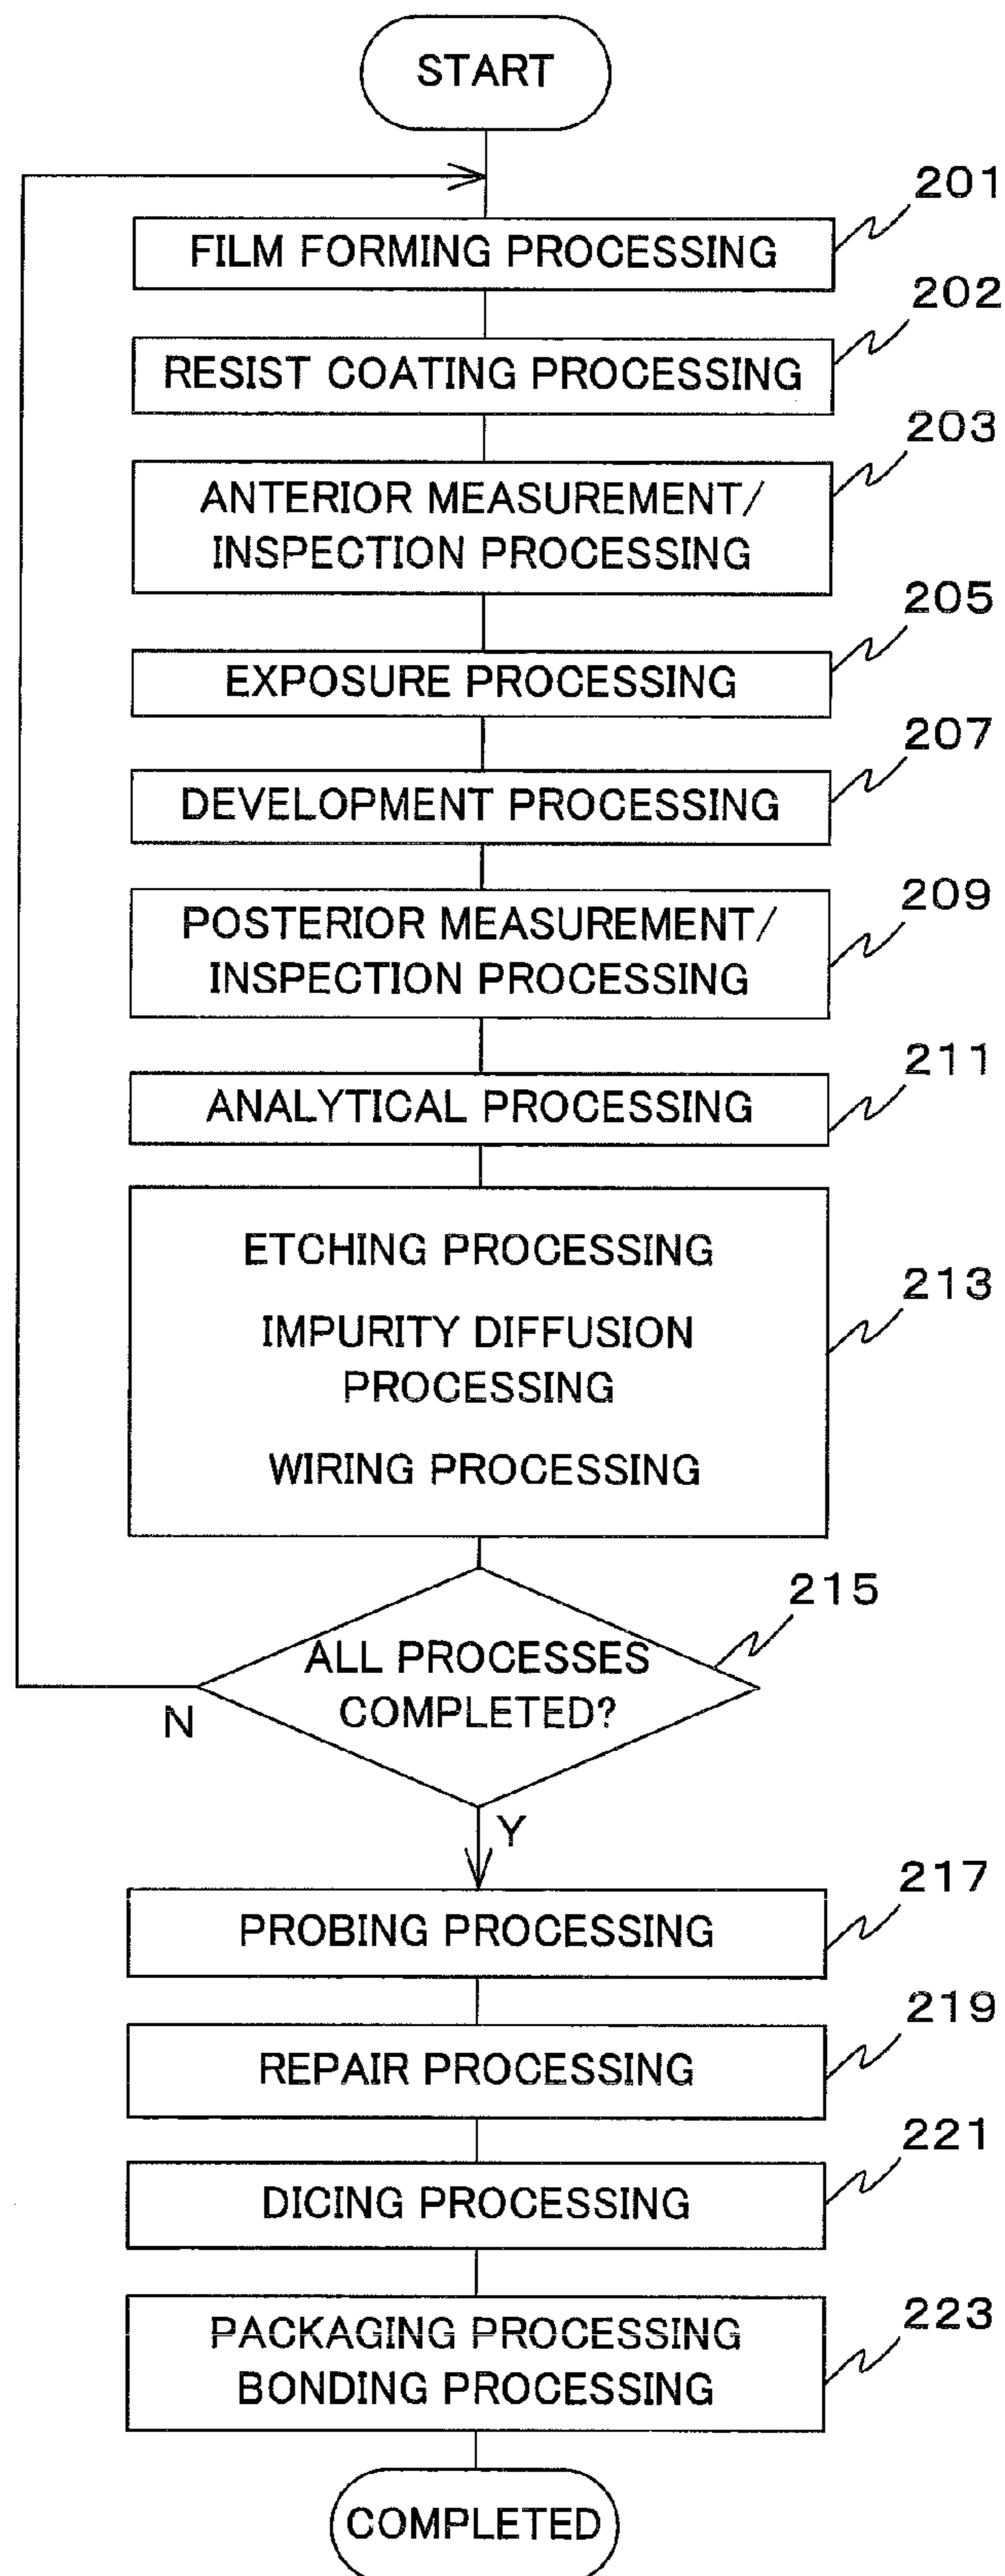 START
201
FILM FORMING PROCESSING
202
RESIST COATING PROCESSING
203
ANTERIOR MEASUREMENT/
INSPECTION PROCESSING
205
EXPOSURE PROCESSING
207
DEVELOPMENT PROCESSING
209
POSTERIOR MEASUREMENT/
INSPECTION PROCESSING
211
ANALYTICAL PROCESSING
213
ETCHING PROCESSING
IMPURITY DIFFUSION
PROCESSING
WIRING PROCESSING
215
ALL PROCESSES
COMPLETED?
N
Y
217
PROBING PROCESSING
219
REPAIR PROCESSING
221
DICING PROCESSING
223
PACKAGING PROCESSING
BONDING PROCESSING
COMPLETED